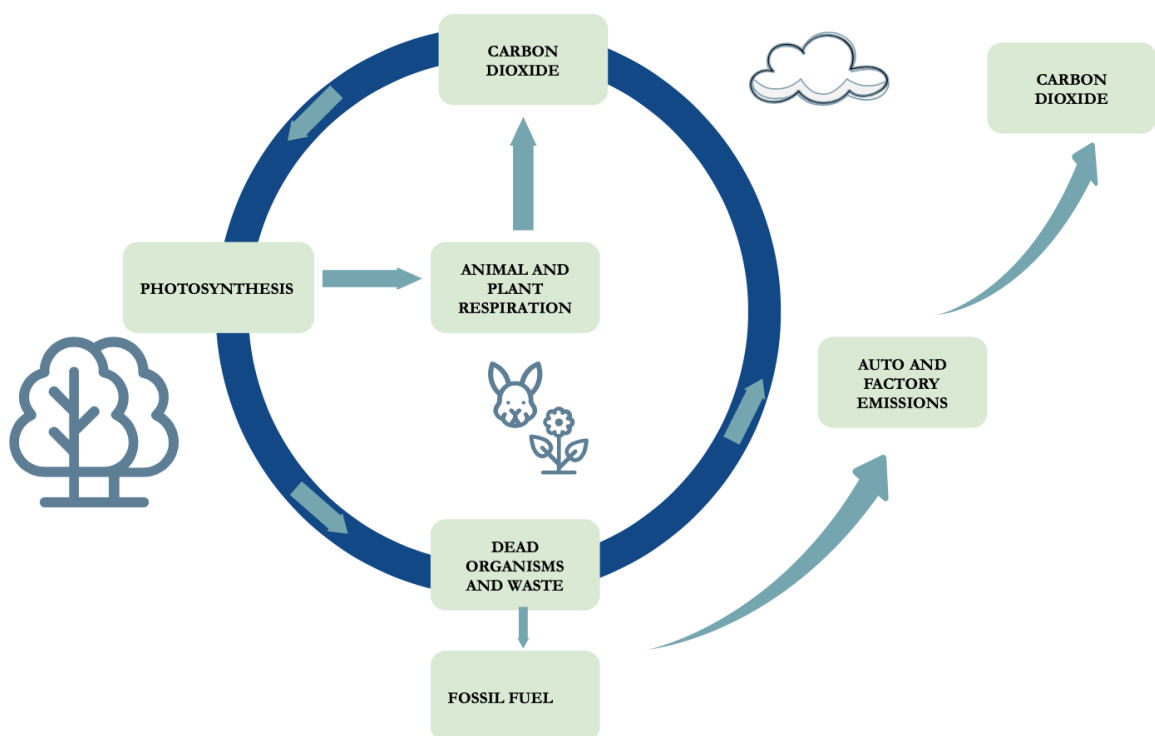 CARBON
DIOXIDE
CARBON
DIOXIDE
PHOTOSYNTHESIS
ANIMAL AND
PLANT
RESPIRATION
AUTO AND
FACTORY
EMISSIONS
DEAD
ORGANISMS
AND WASTE
FOSSIL FUEL